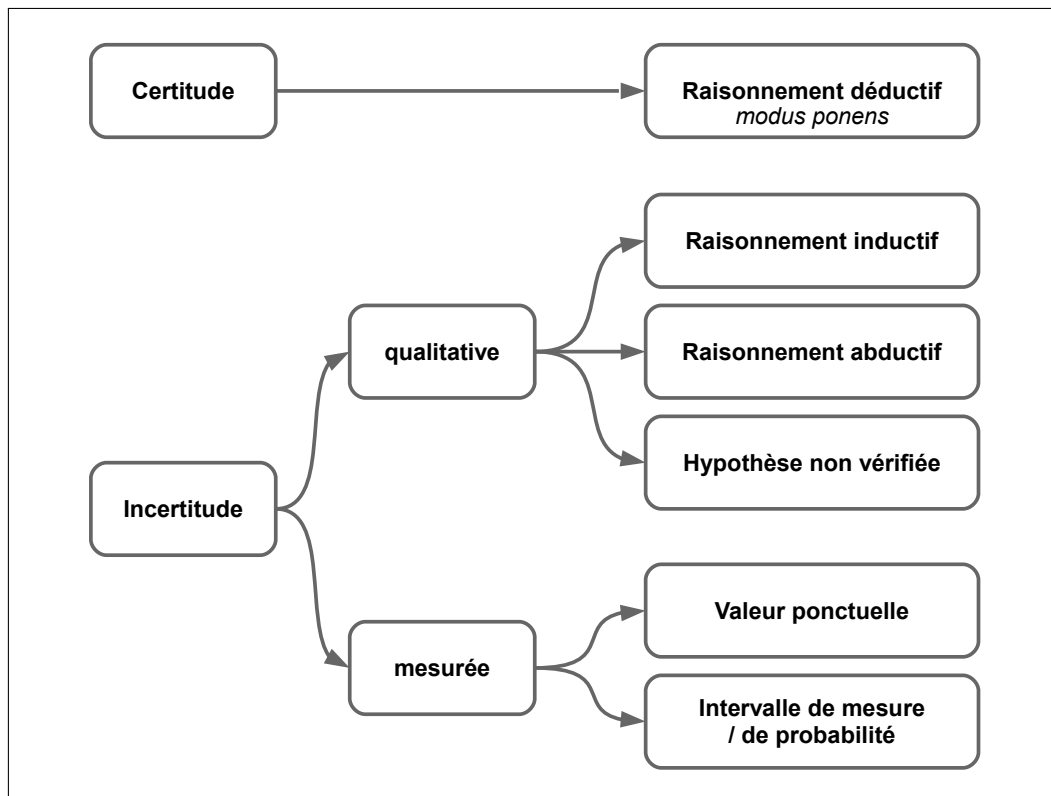 Certitude
Raisonnement déductif
modus ponens
Raisonnement inductif
qualitative
Raisonnement abductif
Hypothèse non vérifiée
Incertitude
Valeur ponctuelle
mesurée
Intervalle de mesure
/ de probabilité